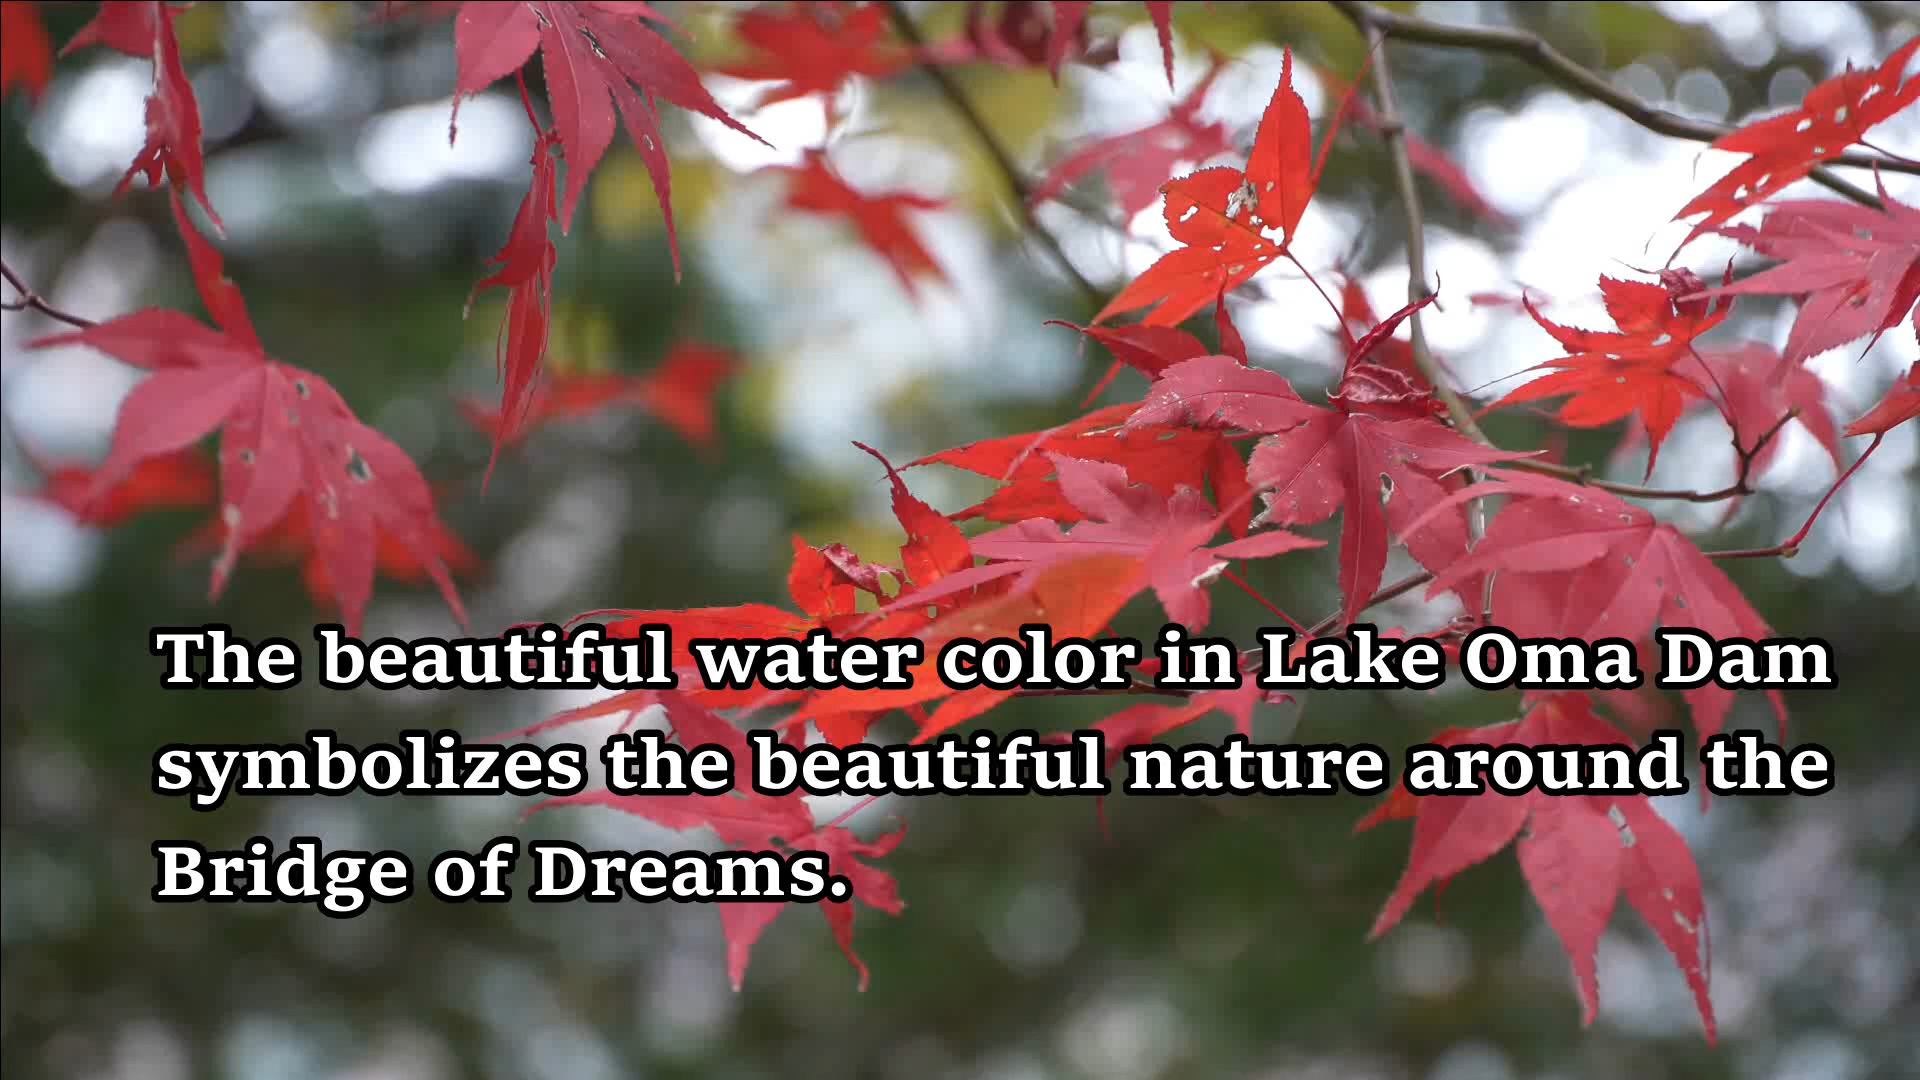 The beautiful water color in Lake Oma Dam
symbolizes the beautiful nature around the
Bridge of Dreams.